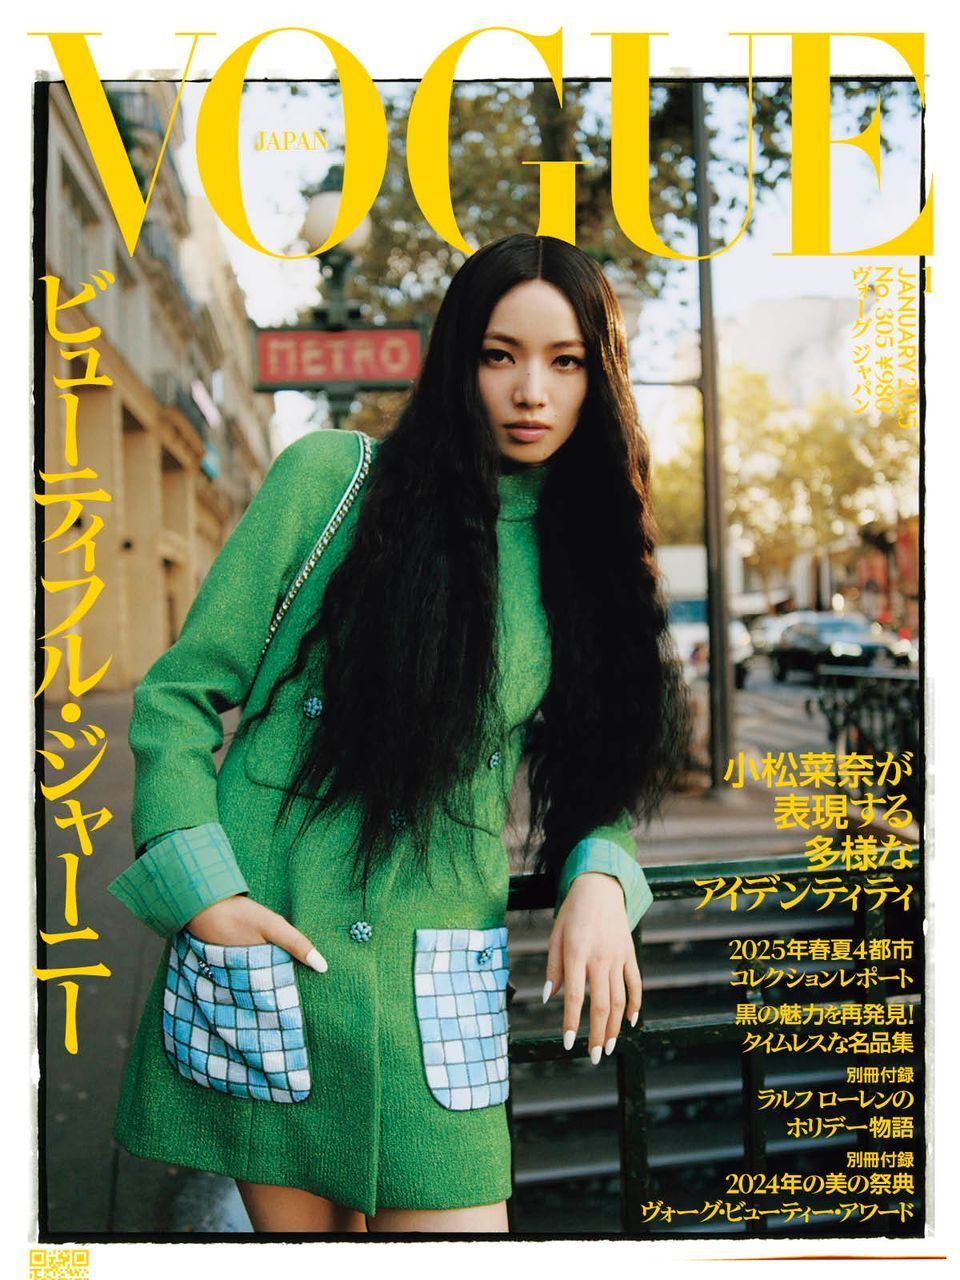 VOGUE
JAPAN
METRO
1
JANUARY 2025
No. 305 ¥980
ヴォーグ ジャパン
ビューティフル・ジャーニー
小松菜奈が
表現する
多様な
アイデンティティ
2025年春夏4都市
コレクションレポート
黒の魅力を再発見!
タイムレスな名品集
別冊付録
ラルフ ローレンの
ホリデー物語
別冊付録
2024年の美の祭典
ヴォーグ・ビューティー・アワード